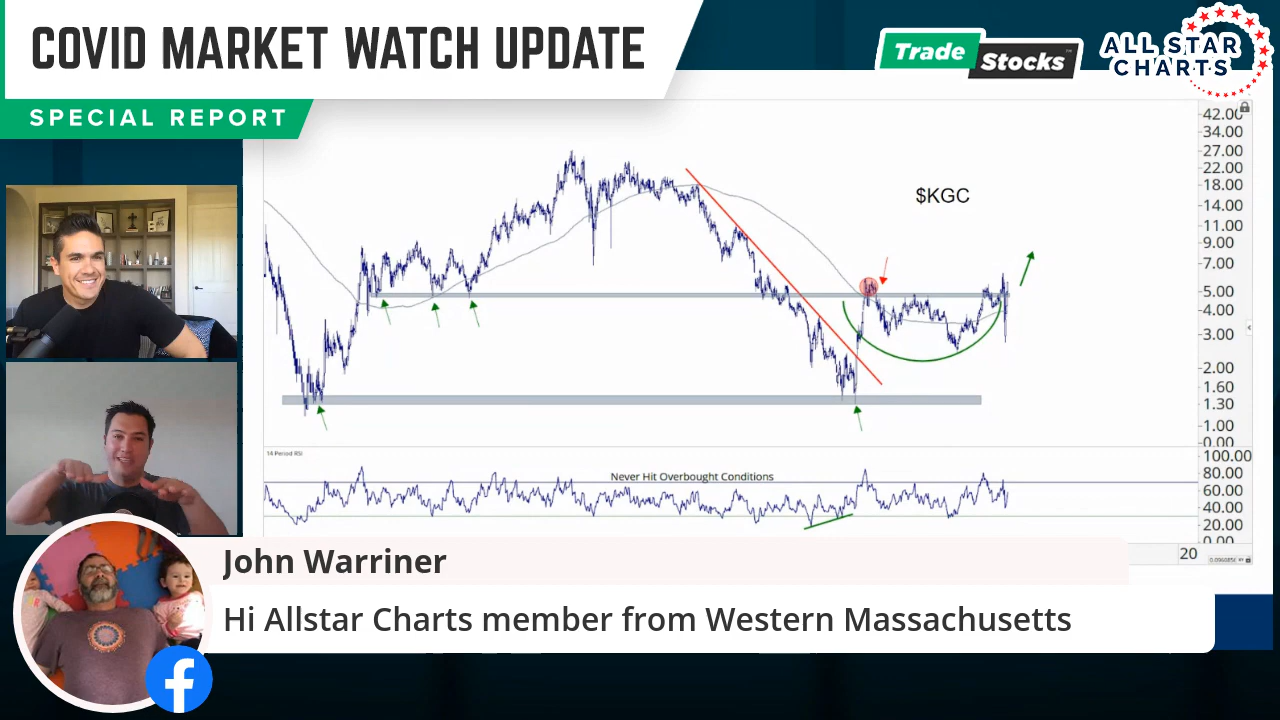 COVID MARKET WATCH UPDATE
SPECIAL REPORT
Trade
Stocks™
ALL STAR
CHARTS
$KGC
42.00
34.00
27.00
22.00
18.00
14.00
11.00
9.00
7.00
5.00
4.00
3.00
2.00
1.60
1.30
1.00
0.00
14 Period RSI
Never Hit Overbought Conditions
100.00
80.00
60.00
40.00
20.00
0.00
20
John Warriner
Hi Allstar Charts member from Western Massachusetts